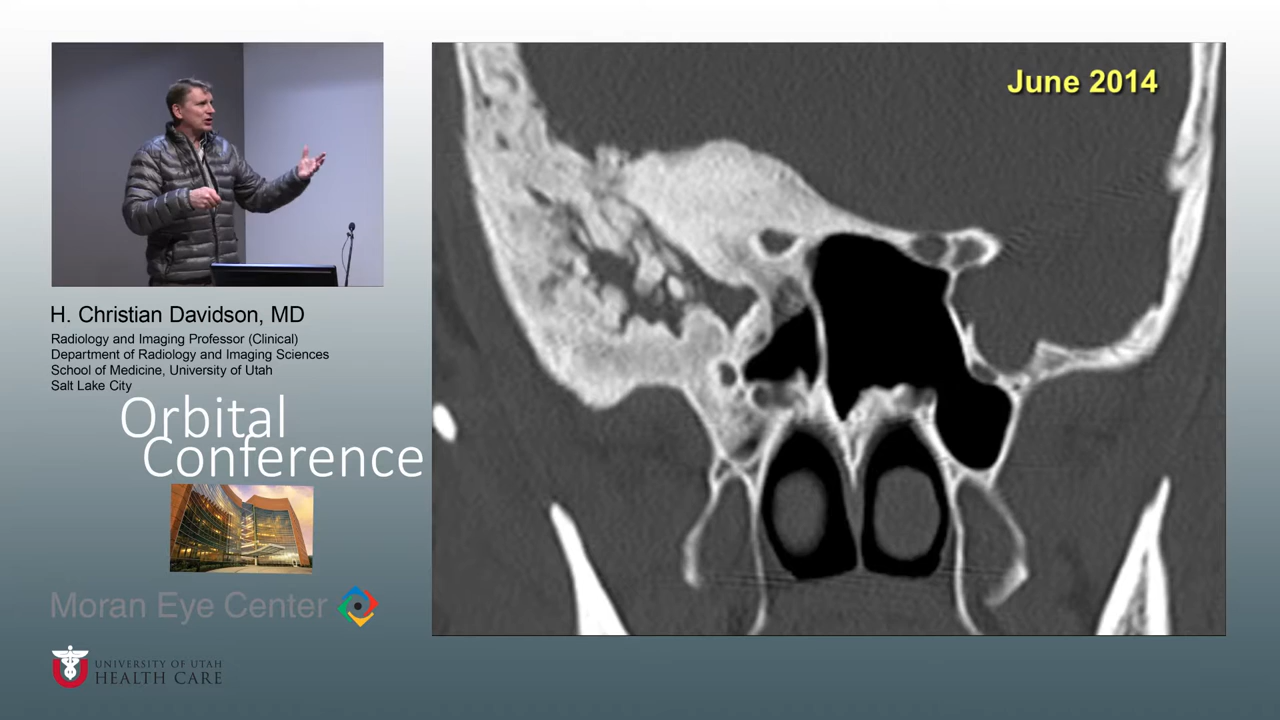 June 2014
H. Christian Davidson, MD
Radiology and Imaging Professor (Clinical)
Department of Radiology and Imaging Sciences
School of Medicine, University of Utah
Salt Lake City
Orbital
Conference
Moran Eye Center
UNIVERSITY OF UTAH
HEALTH CARE